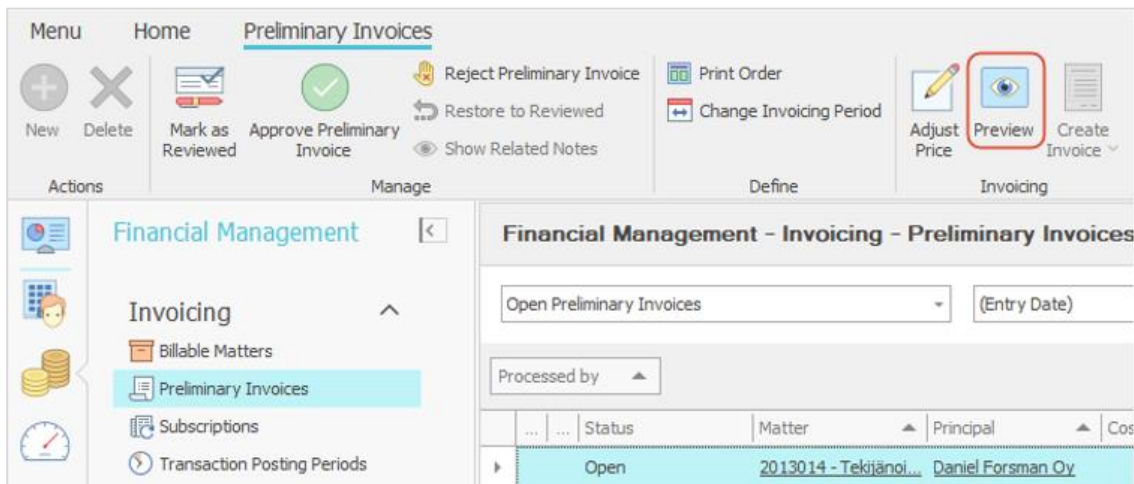 Menu Home Preliminary Invoices
New Delete Mark as Reviewed Approve Preliminary Invoice
Reject Preliminary Invoice
Restore to Reviewed
Show Related Notes
Print Order
Change Invoicing Period
Adjust Price Preview Create Invoice
Actions Manage Define Invoicing
Financial Management
Invoicing
Billable Matters
Preliminary Invoices
Subscriptions
Transaction Posting Periods
Financial Management - Invoicing - Preliminary Invoices
Open Preliminary Invoices (Entry Date)
Processed by
... ... Status Matter Principal Cos
Open 2013014 - Tekijänoi... Daniel Forsman Oy